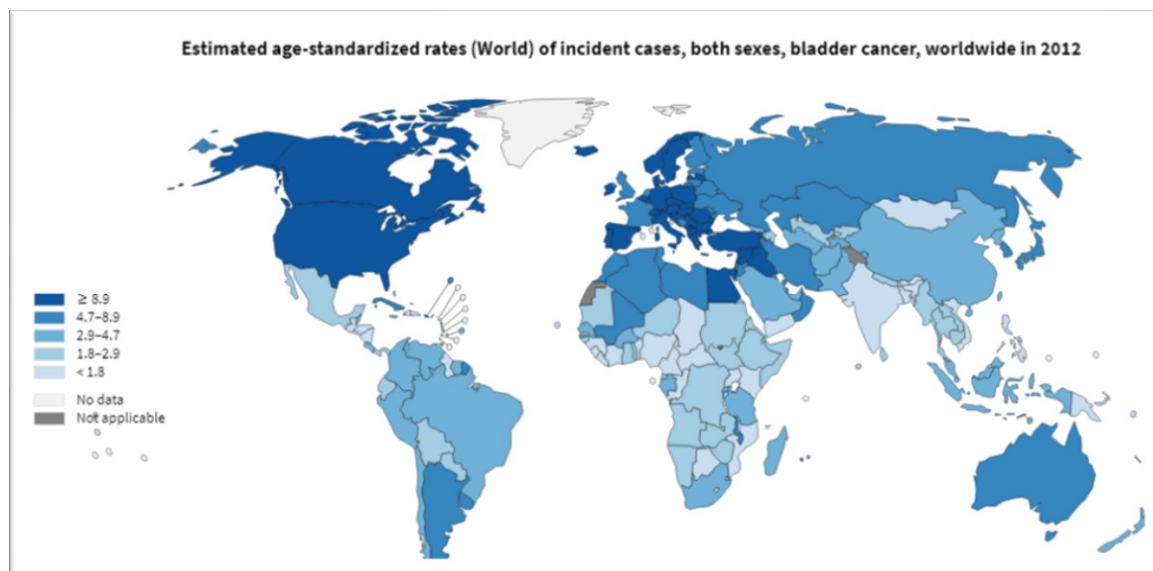 Estimated age-standardized rates (World) of incident cases, both sexes, bladder cancer, worldwide in 2012
≥ 8.9
4.7–8.9
2.9–4.7
1.8–2.9
< 1.8
No data
Not applicable